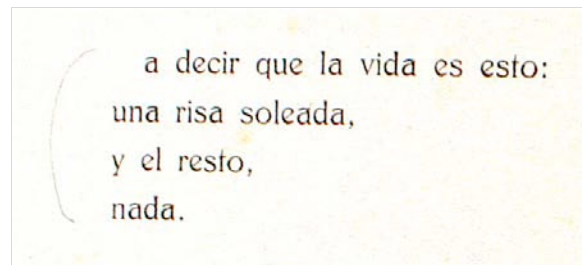 a decir que la vida es esto:
una risa soleada,
y el resto,
nada.